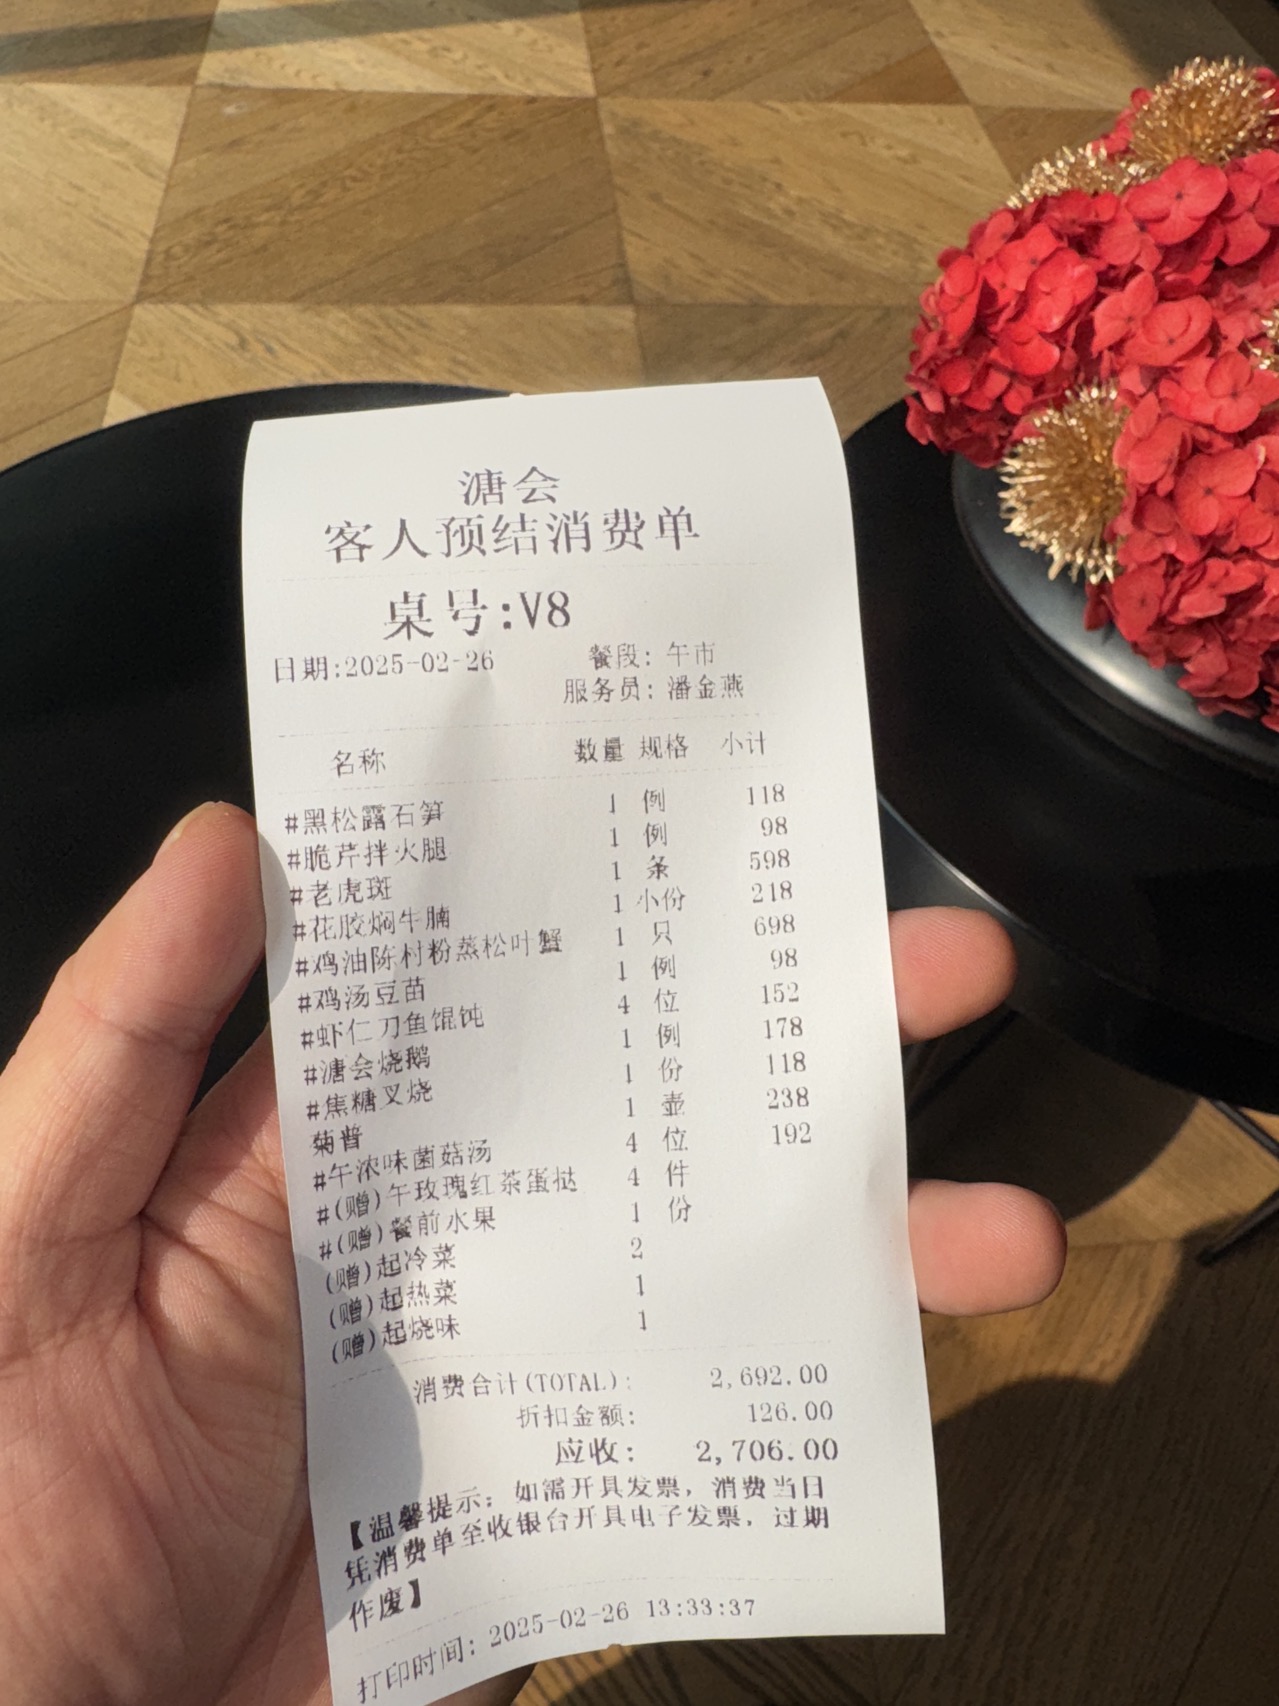 溏会
客人预结消费单
桌号:V8
日期:2025-02-26 餐段: 午市
服务员: 潘金燕
名称 数量 规格 小计
#黑松露石笋 1 例 118
#脆芹拌火腿 1 例 98
#老虎斑 1 条 598
#花胶焖牛腩 1 小份 218
#鸡油陈村粉蒸松叶蟹 1 只 698
#鸡汤豆苗 1 例 98
#虾仁刀鱼馄饨 4 位 152
#溏会烧鹅 1 例 178
#焦糖叉烧 1 份 118
菊普 1 壶 238
#午浓味菌菇汤 4 位 192
#(赠)午玫瑰红茶蛋挞 4 件
#(赠)餐前水果 1 份
(赠)起冷菜 2
(赠)起热菜 1
(赠)起烧味 1
消费合计(TOTAL): 2,692.00
折扣金额: 126.00
应收: 2,706.00
【温馨提示: 如需开具发票, 消费当日
凭消费单至收银台开具电子发票, 过期
作废】
打印时间: 2025-02-26 13:33:37